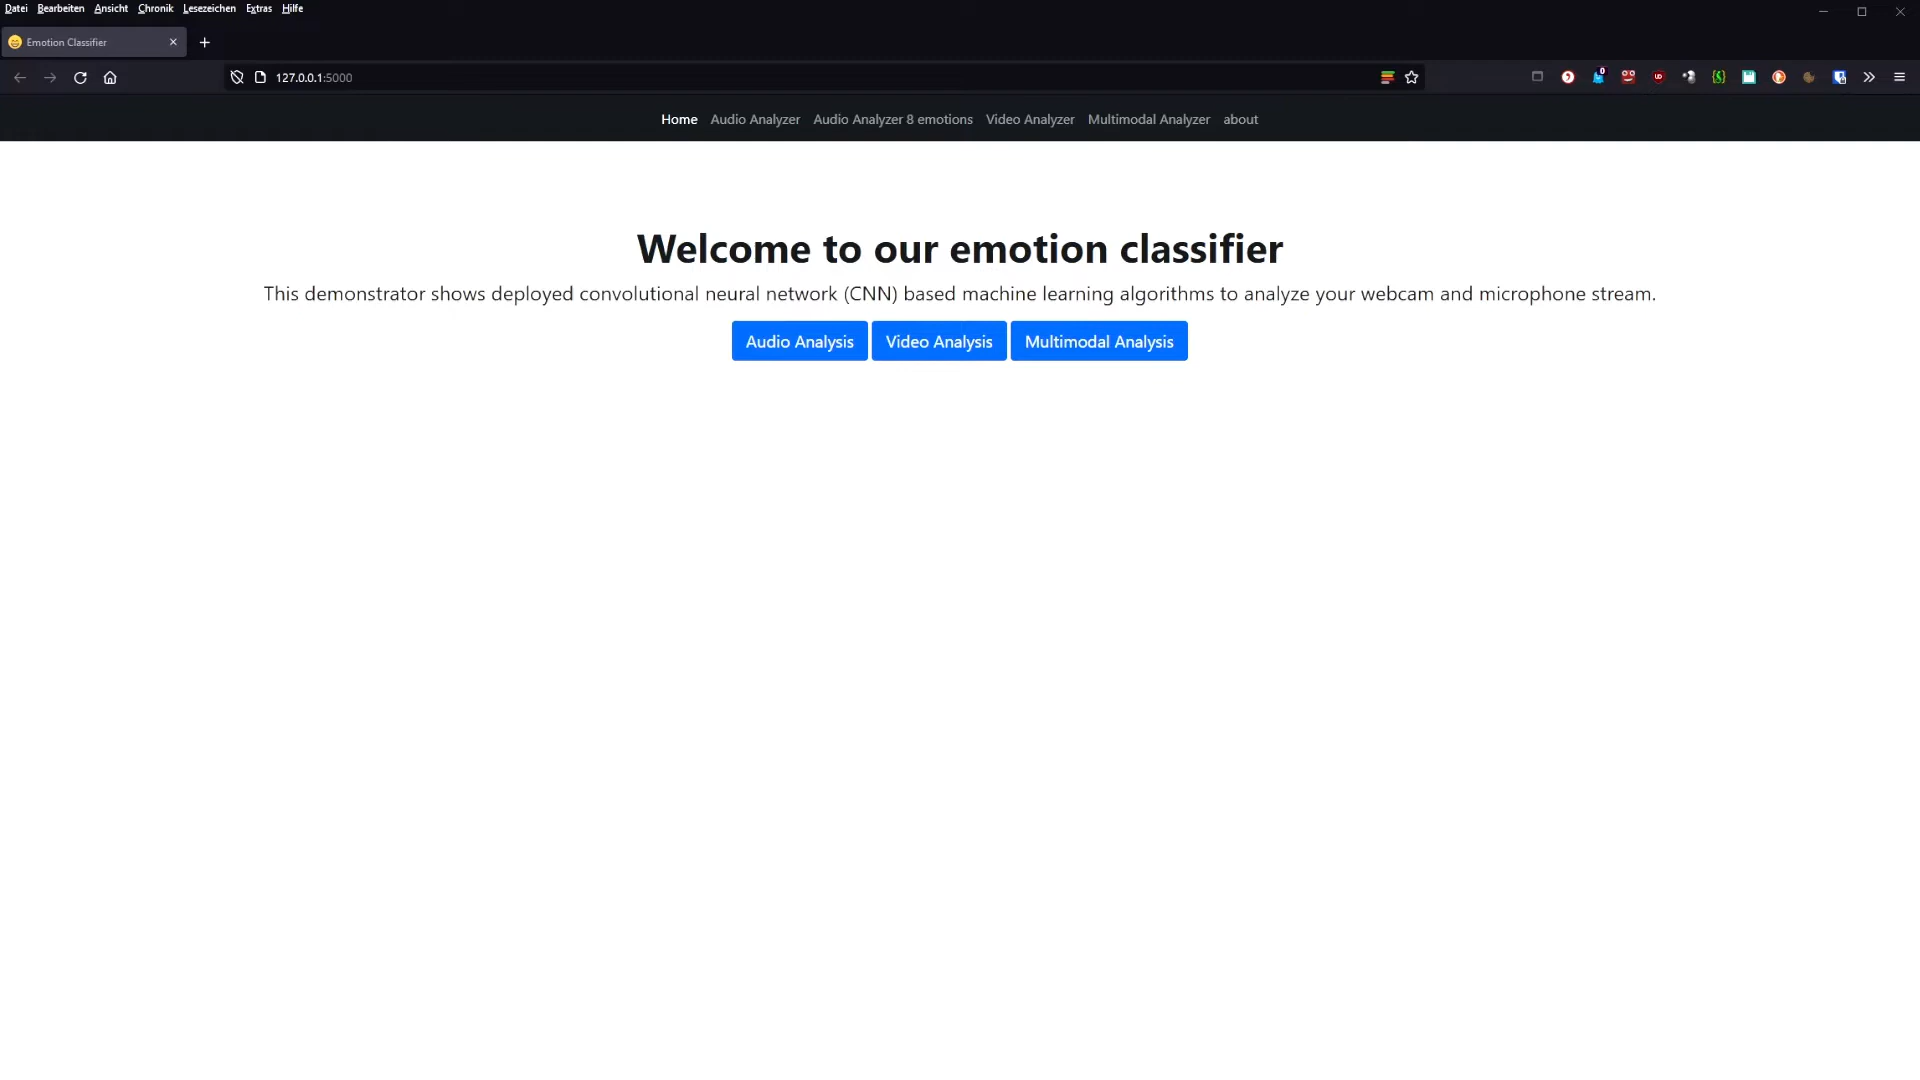 Datei Bearbeiten Ansicht Chronik Lesezeichen Extras Hilfe
Emotion Classifier
127.0.0.1:5000
0
UD
Home Audio Analyzer Audio Analyzer 8 emotions Video Analyzer Multimodal Analyzer about
Welcome to our emotion classifier
This demonstrator shows deployed convolutional neural network (CNN) based machine learning algorithms to analyze your webcam and microphone stream.
Audio Analysis Video Analysis Multimodal Analysis